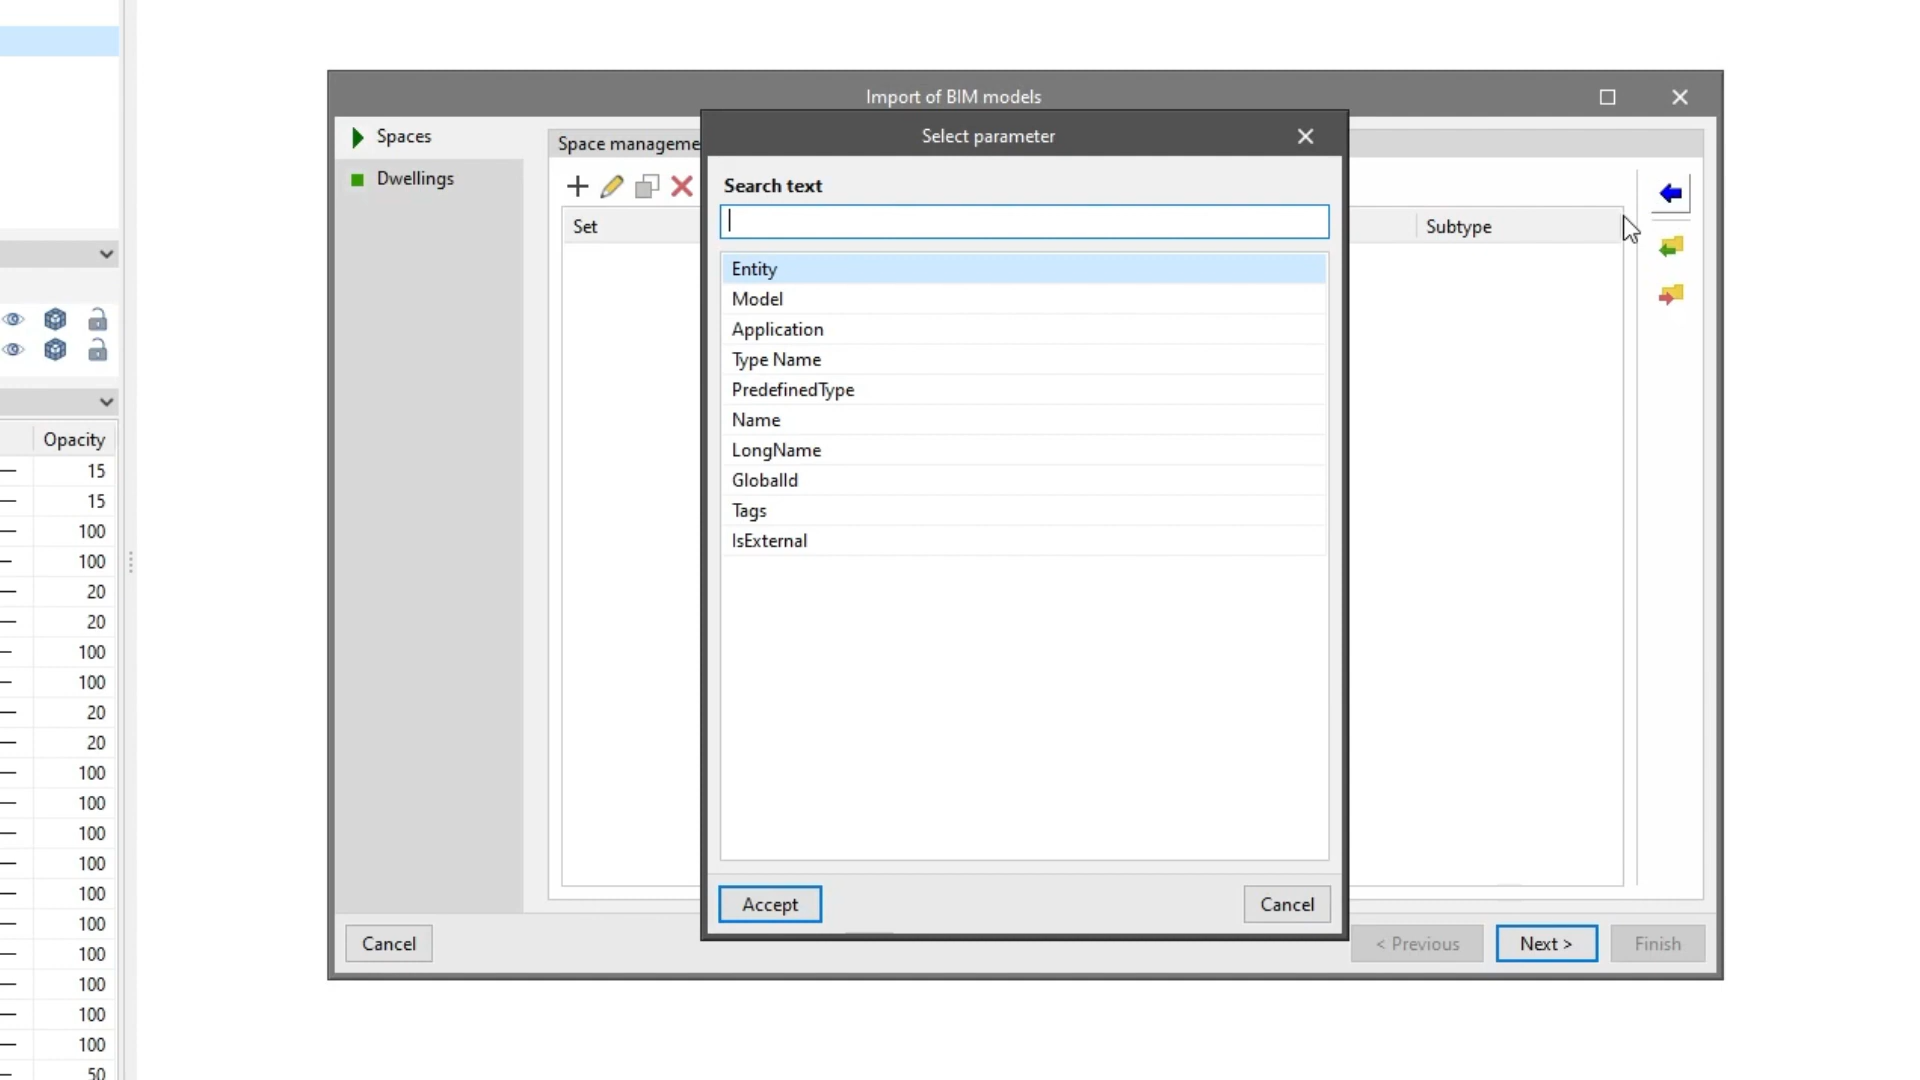 Import of BIM models
Spaces
Dwellings
Space manageme
Set
Subtype
Select parameter
Search text
Entity
Model
Application
Type Name
PredefinedType
Name
LongName
GlobalId
Tags
IsExternal
Accept
Cancel
Cancel
< Previous
Next >
Finish
Opacity
15
15
100
100
20
20
100
100
20
20
100
100
100
100
100
100
100
100
100
100
50